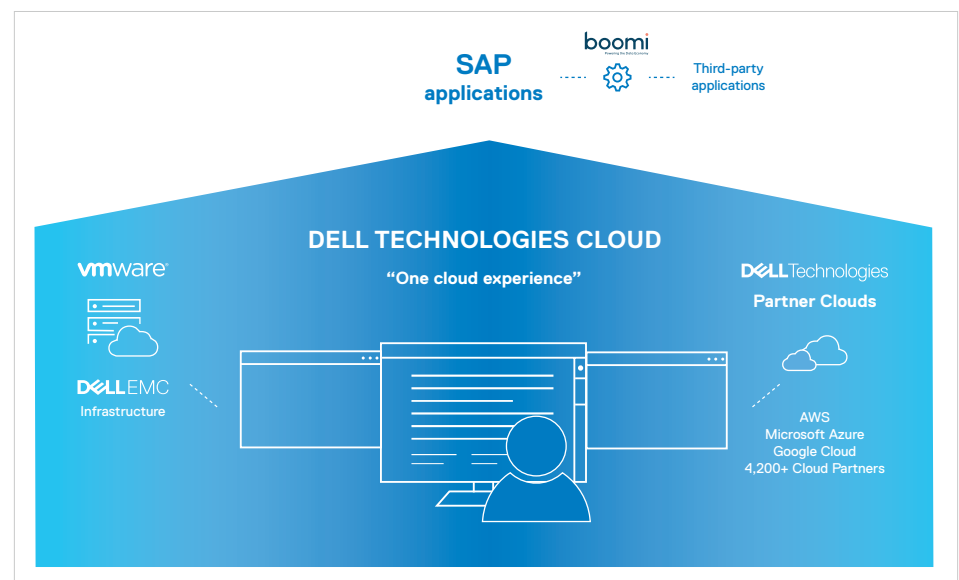 boomi
SAP
applications
Third-party
applications
DELL TECHNOLOGIES CLOUD
"One cloud experience"
vmware®
DELLEMC
Infrastructure
DELLTechnologies
Partner Clouds
AWS
Microsoft Azure
Google Cloud
4,200+ Cloud Partners